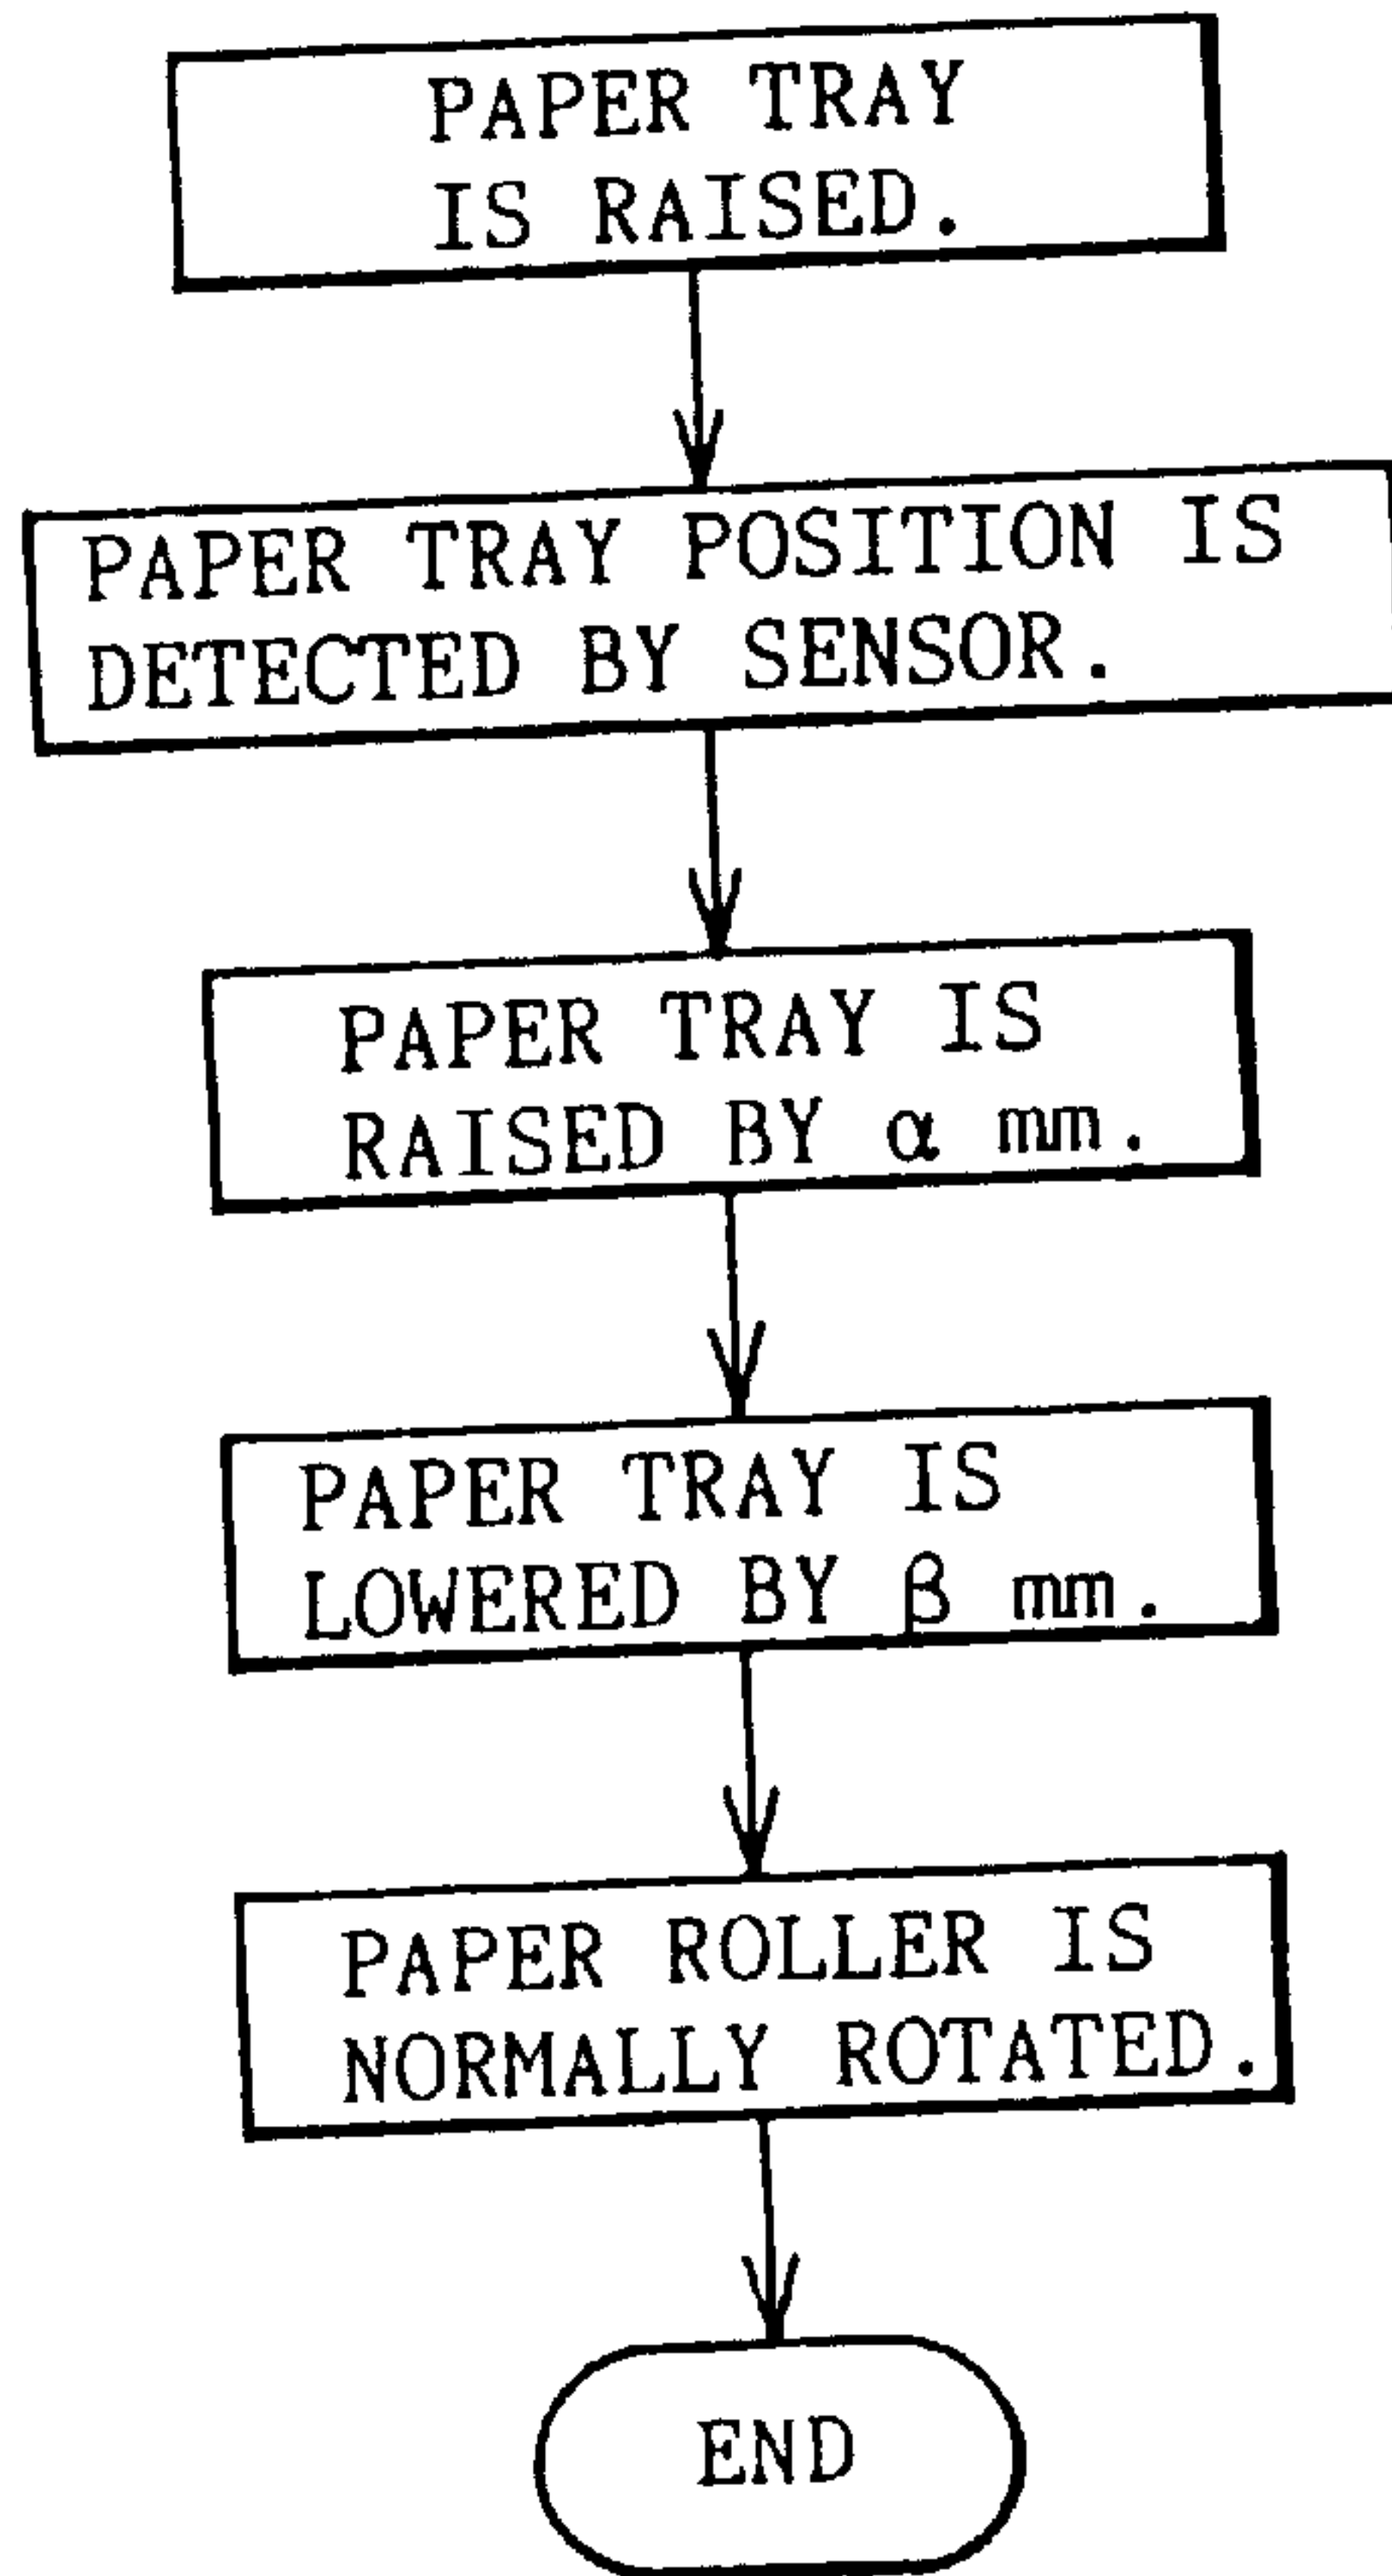 PAPER TRAY
IS RAISED.
PAPER TRAY POSITION IS
DETECTED BY SENSOR.
PAPER TRAY IS
RAISED BY α mm.
PAPER TRAY IS
LOWERED BY β mm.
PAPER ROLLER IS
NORMALLY ROTATED.
END